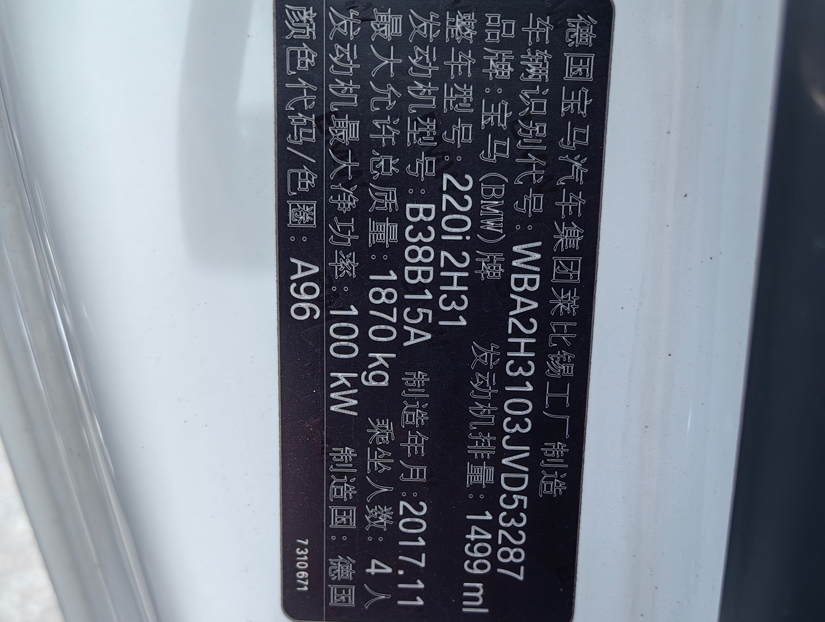 德国宝马汽车集团莱比锡工厂 制造
车辆识别代号: WBA2H3103JVD53287
品牌:宝马(BMW)牌 发动机排量:1499 ml
整车型号: 220i 2H31
发动机型号: B38B15A 制造年月:2017.11
最大允许总质量: 1870 kg 乘坐人数: 4 人
发动机最大净功率: 100 kW 制造国: 德国
颜色代码/色圈: A96
7310671